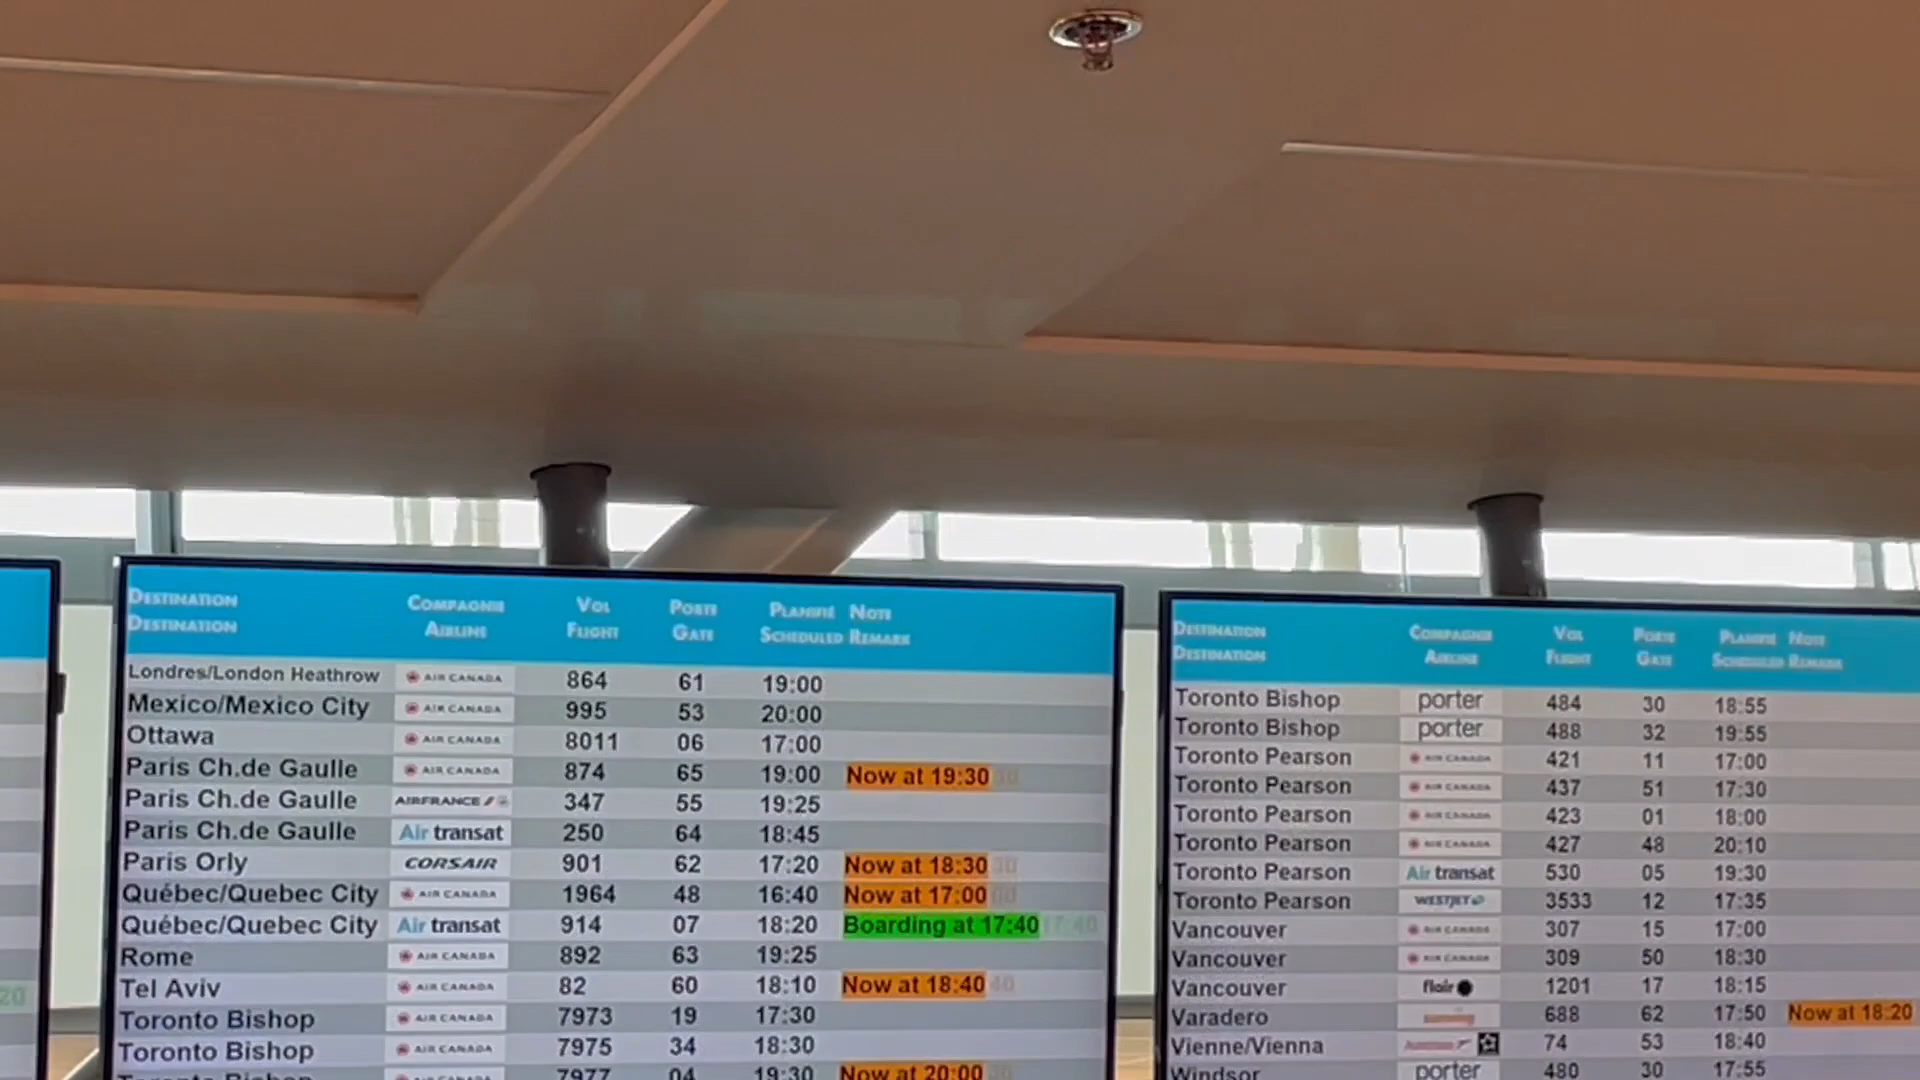 DESTINATION COMPAGNIE VOL PORTE PLANIFIÉ NOTE
DESTINATION AIRLINE FLIGHT GATE SCHEDULED REMARK
Londres/London Heathrow AIR CANADA 864 61 19:00
Mexico/Mexico City AIR CANADA 995 53 20:00
Ottawa AIR CANADA 8011 06 17:00
Paris Ch.de Gaulle AIR CANADA 874 65 19:00 Now at 19:30
Paris Ch.de Gaulle AIRFRANCE 347 55 19:25
Paris Ch.de Gaulle Air transat 250 64 18:45
Paris Orly CORSAIR 901 62 17:20 Now at 18:30
Québec/Quebec City AIR CANADA 1964 48 16:40 Now at 17:00
Québec/Quebec City Air transat 914 07 18:20 Boarding at 17:40
Rome AIR CANADA 892 63 19:25
Tel Aviv AIR CANADA 82 60 18:10 Now at 18:40
Toronto Bishop AIR CANADA 7973 19 17:30
Toronto Bishop AIR CANADA 7975 34 18:30
Toronto Bishop AIR CANADA 7977 04 19:30 Now at 20:00
DESTINATION COMPAGNIE VOL PORTE PLANIFIÉ NOTE
DESTINATION AIRLINE FLIGHT GATE SCHEDULED REMARK
Toronto Bishop porter 484 30 18:55
Toronto Bishop porter 488 32 19:55
Toronto Pearson AIR CANADA 421 11 17:00
Toronto Pearson AIR CANADA 437 51 17:30
Toronto Pearson AIR CANADA 423 01 18:00
Toronto Pearson AIR CANADA 427 48 20:10
Toronto Pearson Air transat 530 05 19:30
Toronto Pearson WESTJET 3533 12 17:35
Vancouver AIR CANADA 307 15 17:00
Vancouver AIR CANADA 309 50 18:30
Vancouver flair 1201 17 18:15
Varadero 688 62 17:50 Now at 18:20
Vienne/Vienna Austrian 74 53 18:40
Windsor porter 480 30 17:55
20